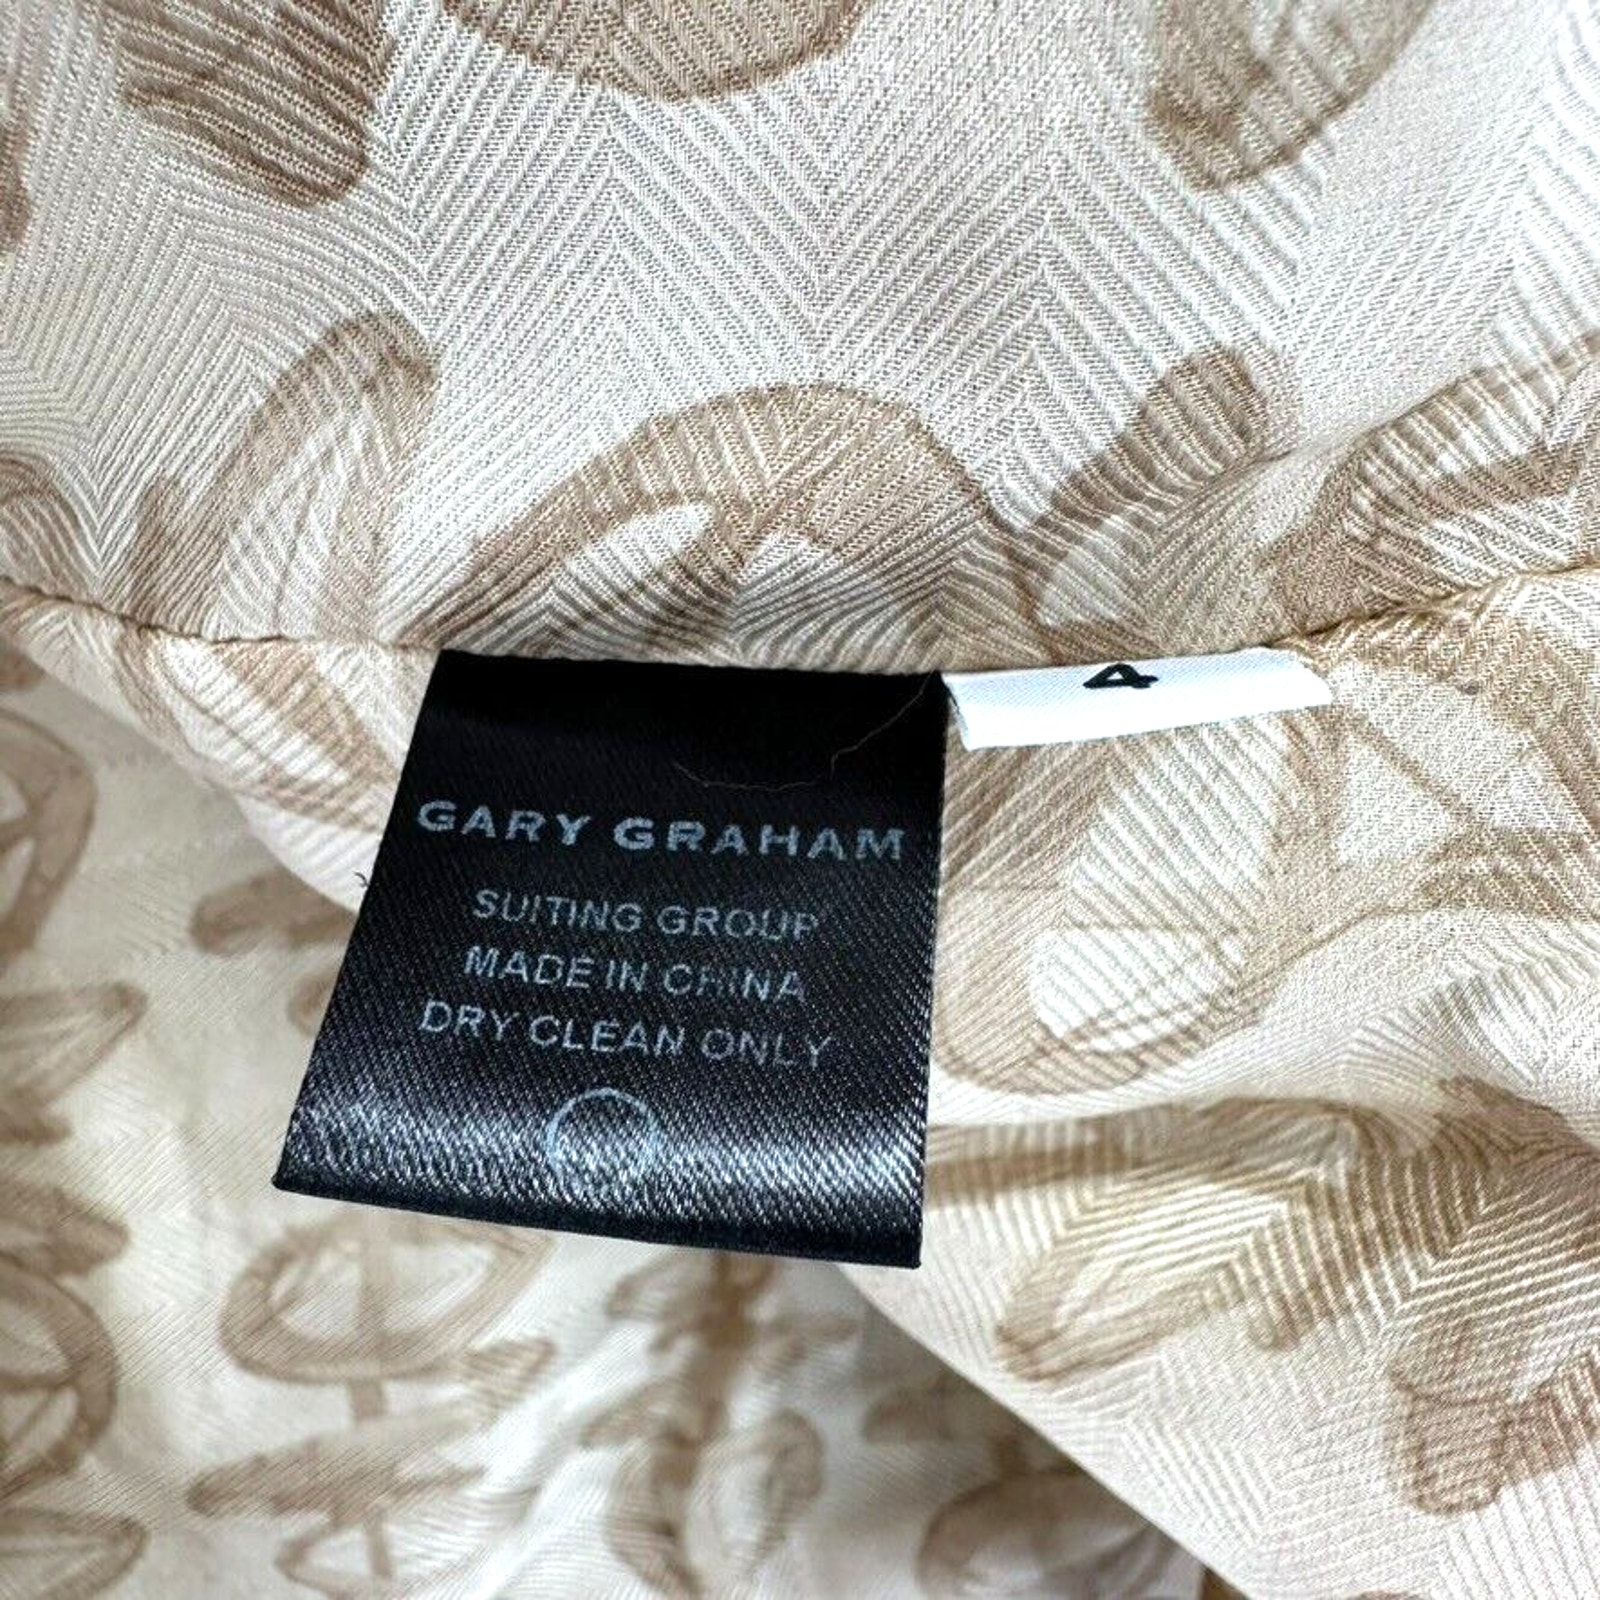 4
GARY GRAHAM
SUITING GROUP
MADE IN CHINA
DRY CLEAN ONLY